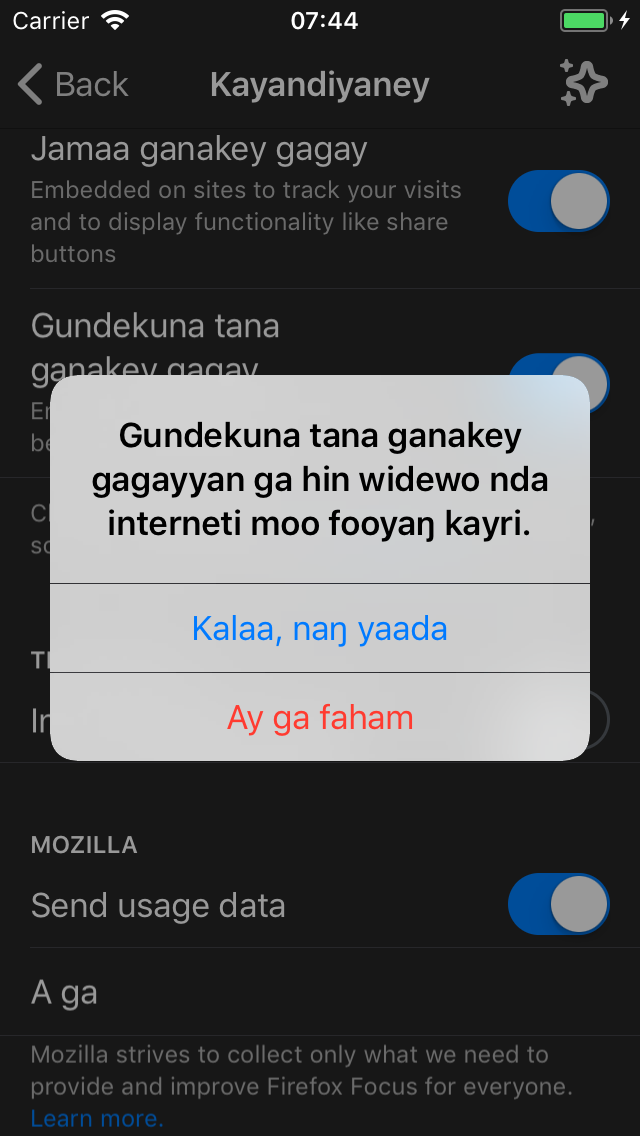 Carrier 07:44
Back Kayandiyaney
Jamaa ganakey gagay
Embedded on sites to track your visits
and to display functionality like share
buttons
Gundekuna tana
ganakey gagay
Gundekuna tana ganakey
gagayyan ga hin widewo nda
interneti moo fooyaŋ kayri.
Kalaa, naŋ yaada
Ay ga faham
MOZILLA
Send usage data
A ga
Mozilla strives to collect only what we need to
provide and improve Firefox Focus for everyone.
Learn more.